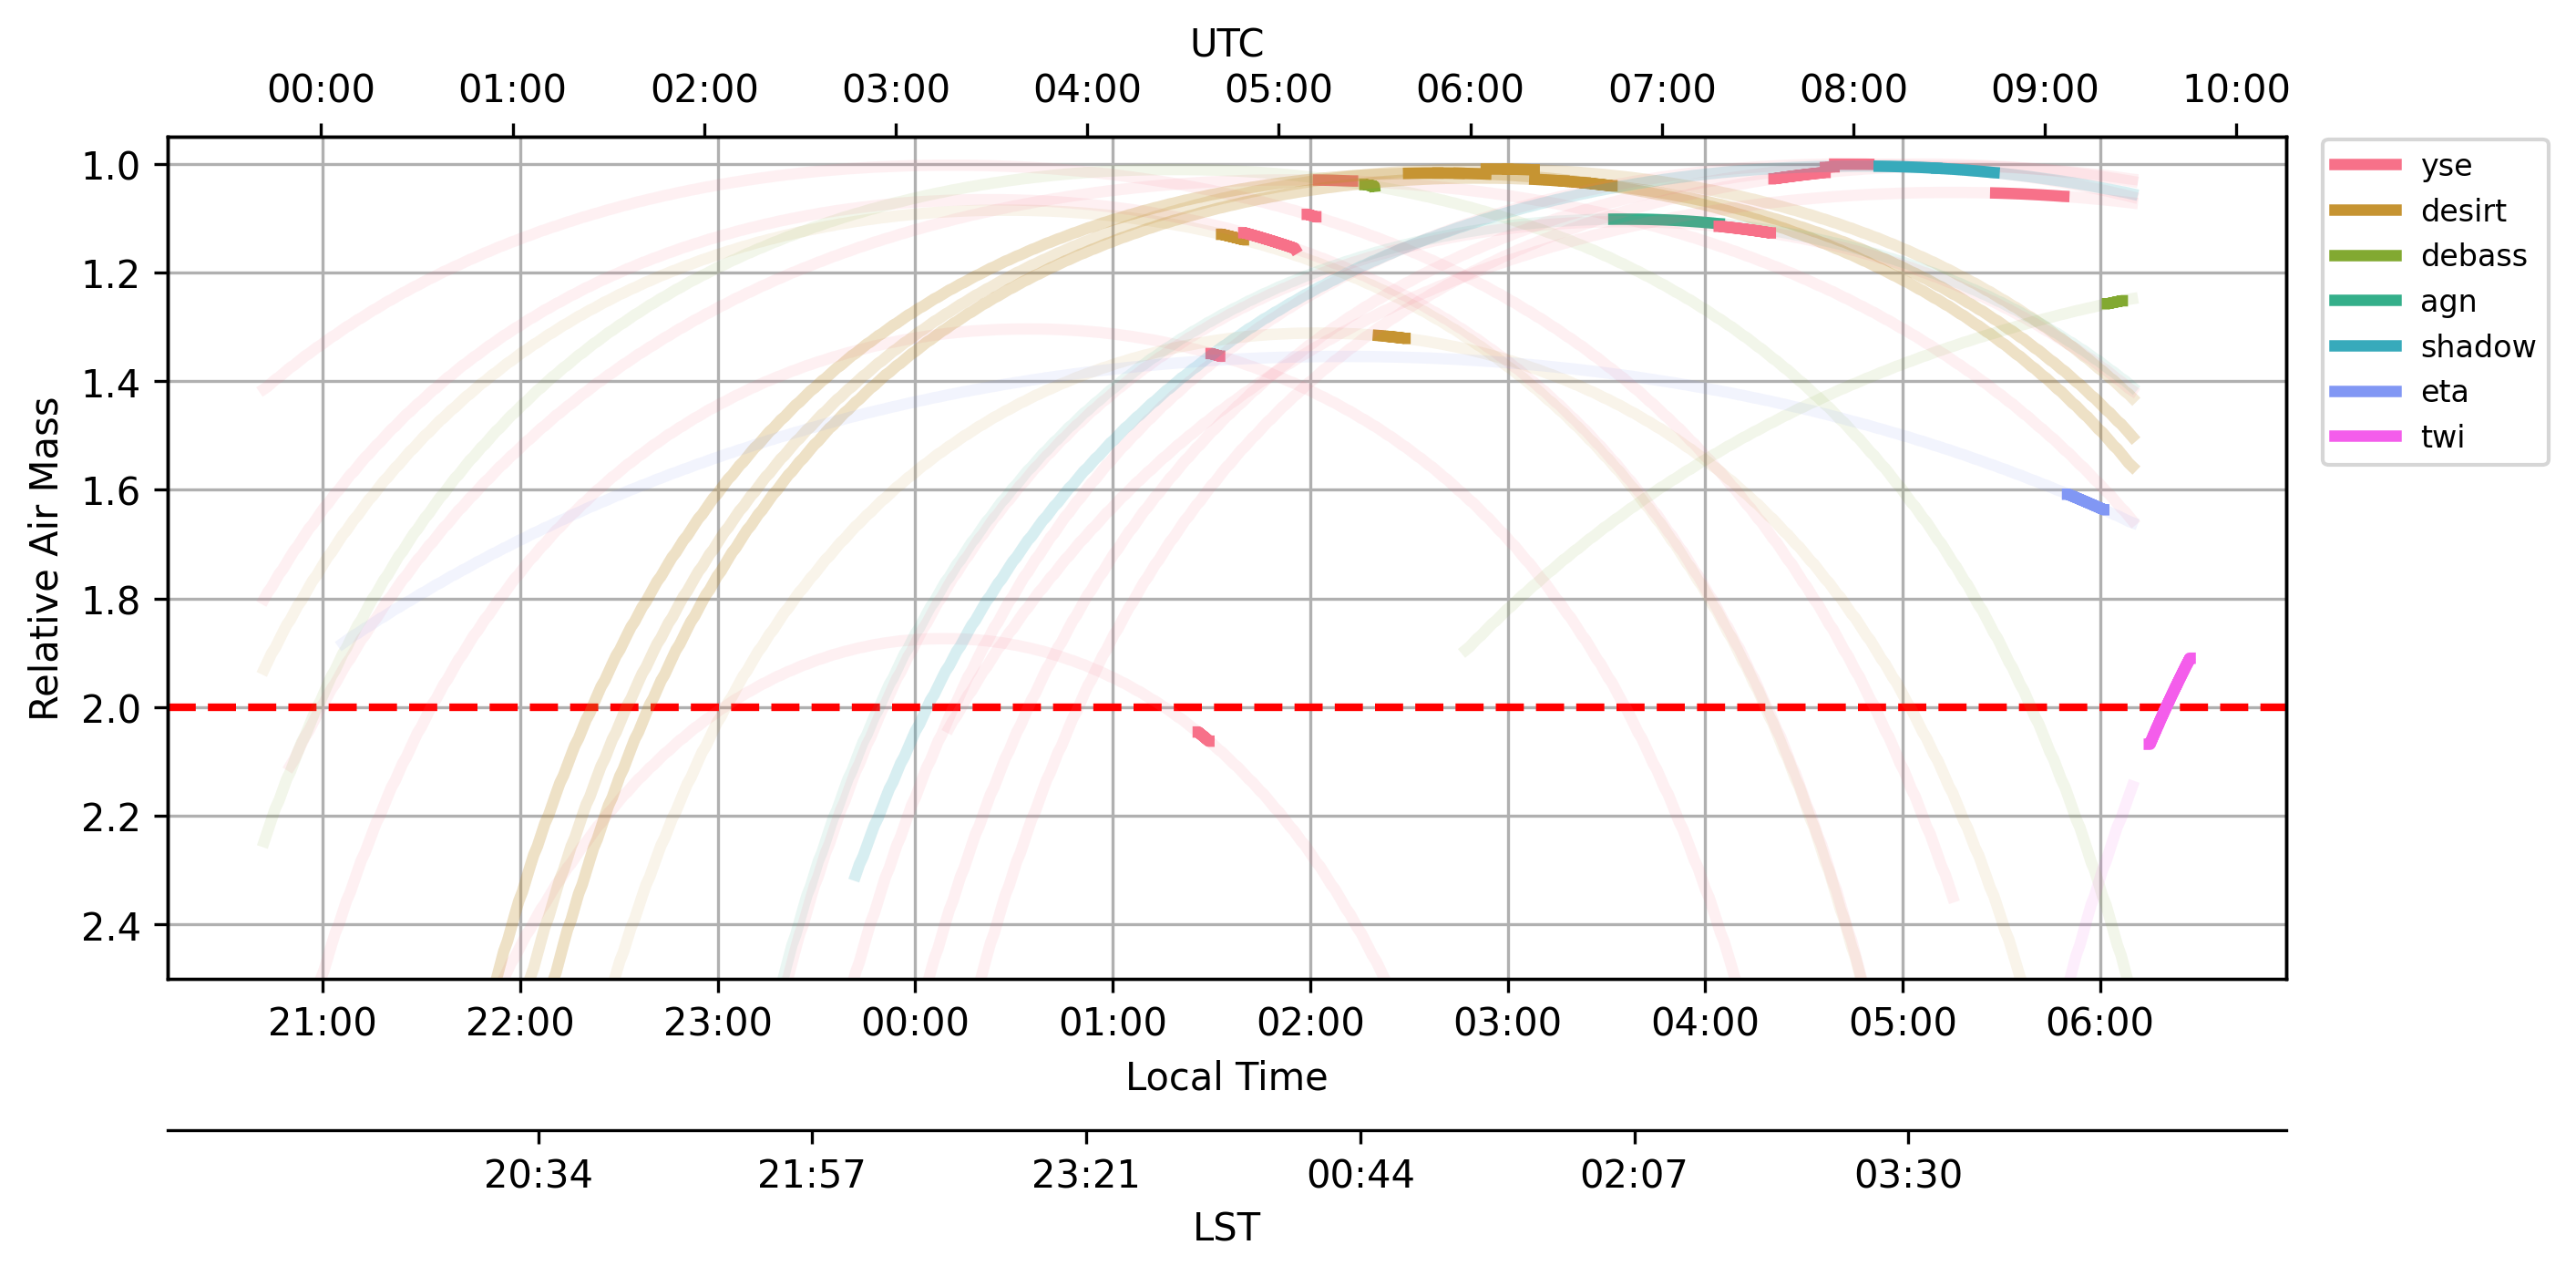 UTC
00:00 01:00 02:00 03:00 04:00 05:00 06:00 07:00 08:00 09:00 10:00
Relative Air Mass
1.0
1.2
1.4
1.6
1.8
2.0
2.2
2.4
yse
desirt
debass
agn
shadow
eta
twi
21:00 22:00 23:00 00:00 01:00 02:00 03:00 04:00 05:00 06:00
Local Time
20:34 21:57 23:21 00:44 02:07 03:30
LST